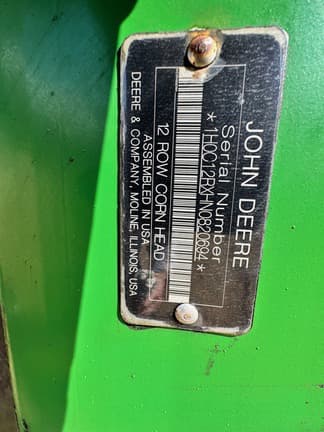 JOHN DEERE
Serial Number
*1H0C12RXHN0820694*
12 ROW CORN HEAD
ASSEMBLED IN USA
DEERE & COMPANY, MOLINE, ILLINOIS, USA